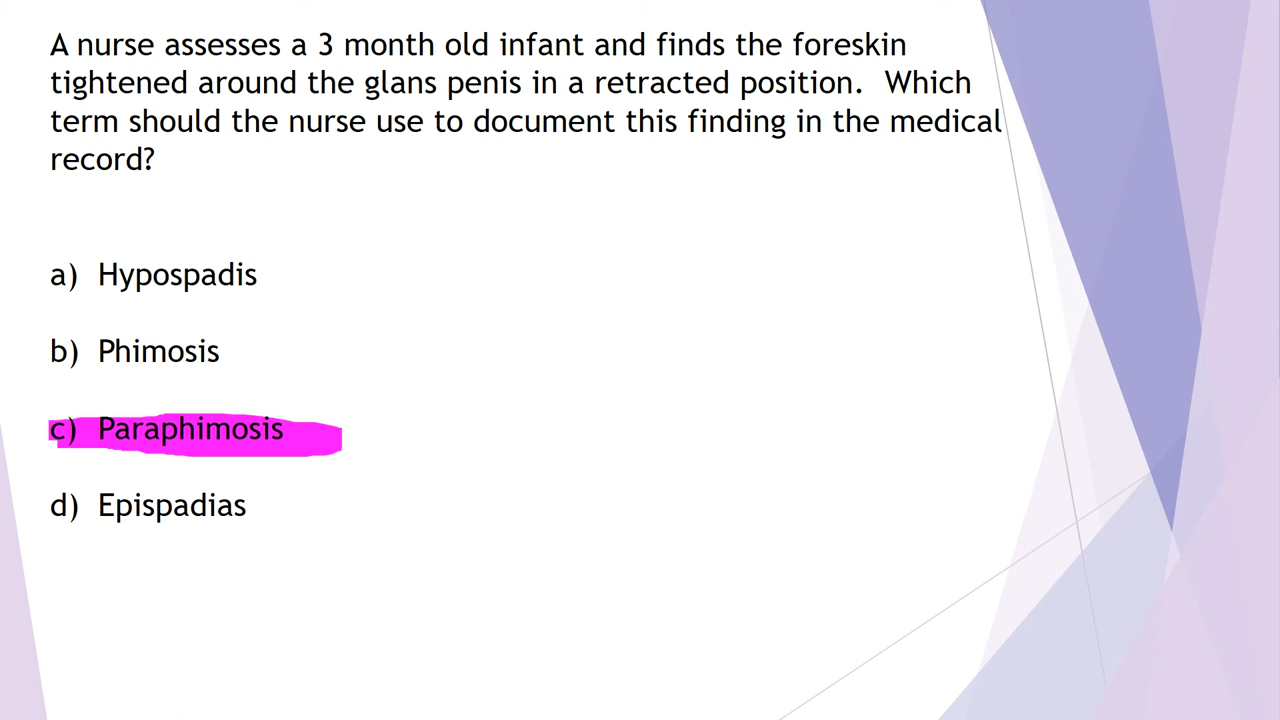 A nurse assesses a 3 month old infant and finds the foreskin
tightened around the glans penis in a retracted position.  Which
term should the nurse use to document this finding in the medical
record?
a) Hypospadis
b) Phimosis
c) Paraphimosis
d) Epispadias